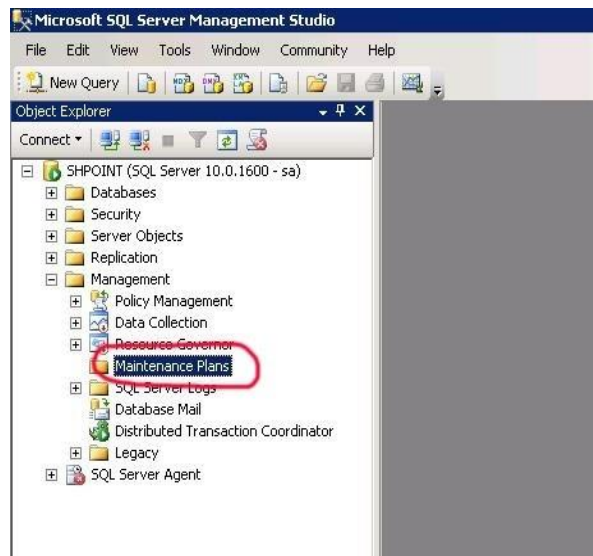 Microsoft SQL Server Management Studio
File Edit View Tools Window Community Help
New Query
Object Explorer
Connect
SHPOINT (SQL Server 10.0.1600 - sa)
Databases
Security
Server Objects
Replication
Management
Policy Management
Data Collection
Resource Governor
Maintenance Plans
SQL Server Logs
Database Mail
Distributed Transaction Coordinator
Legacy
SQL Server Agent